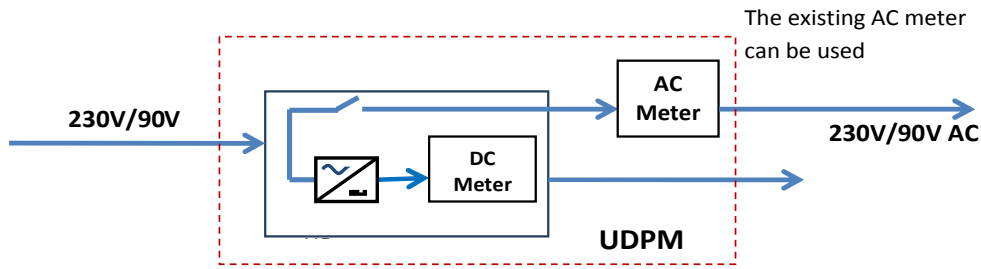 The existing AC meter
can be used
AC
Meter
230V/90V
230V/90V AC
DC
Meter
UDPM